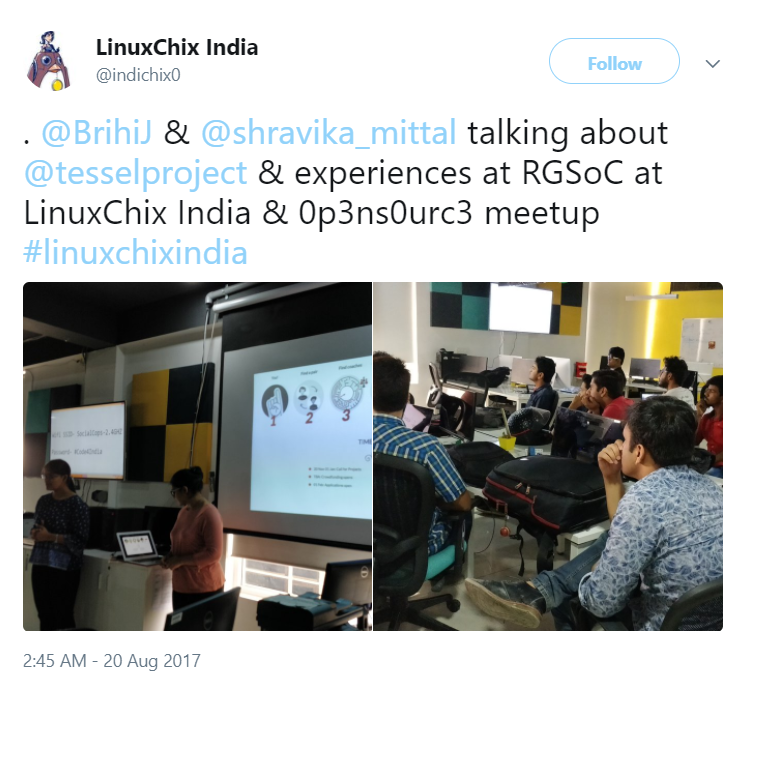 LinuxChix India
@indichix0
Follow
. @BrihiJ & @shravika_mittal talking about
@tesselproject & experiences at RGSoC at
LinuxChix India & 0p3ns0urc3 meetup
#linuxchixindia
1 2 3
2:45 AM - 20 Aug 2017